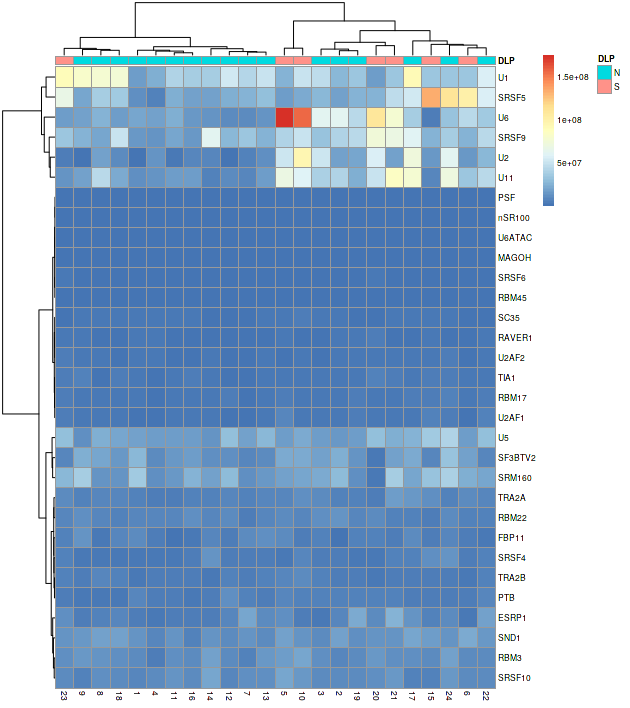 DLP
U1
SRSF5
U6
SRSF9
U2
U11
PSF
nSR100
U6ATAC
MAGOH
SRSF6
RBM45
SC35
RAVER1
U2AF2
TIA1
RBM17
U2AF1
U5
SF3BTV2
SRM160
TRA2A
RBM22
FBP11
SRSF4
TRA2B
PTB
ESRP1
SND1
RBM3
SRSF10
23 9 8 18 1 4 11 16 14 12 7 13 5 10 3 2 19 20 21 17 15 24 6 22
1.5e+08
1e+08
5e+07
DLP
N
S